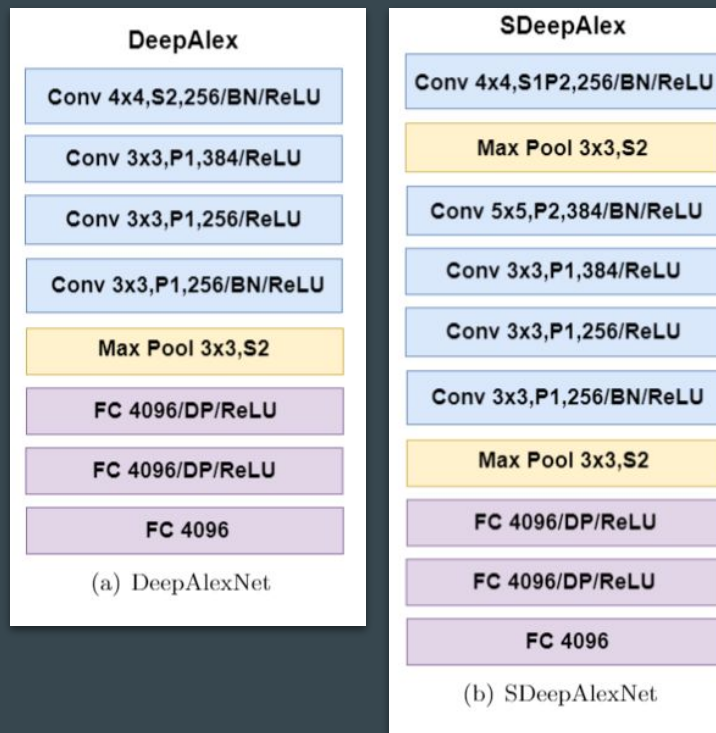 DeepAlex
Conv 4x4,S2,256/BN/ReLU
Conv 3x3,P1,384/ReLU
Conv 3x3,P1,256/ReLU
Conv 3x3,P1,256/BN/ReLU
Max Pool 3x3,S2
FC 4096/DP/ReLU
FC 4096/DP/ReLU
FC 4096
(a) DeepAlexNet
SDeepAlex
Conv 4x4,S1P2,256/BN/ReLU
Max Pool 3x3,S2
Conv 5x5,P2,384/BN/ReLU
Conv 3x3,P1,384/ReLU
Conv 3x3,P1,256/ReLU
Conv 3x3,P1,256/BN/ReLU
Max Pool 3x3,S2
FC 4096/DP/ReLU
FC 4096/DP/ReLU
FC 4096
(b) SDeepAlexNet